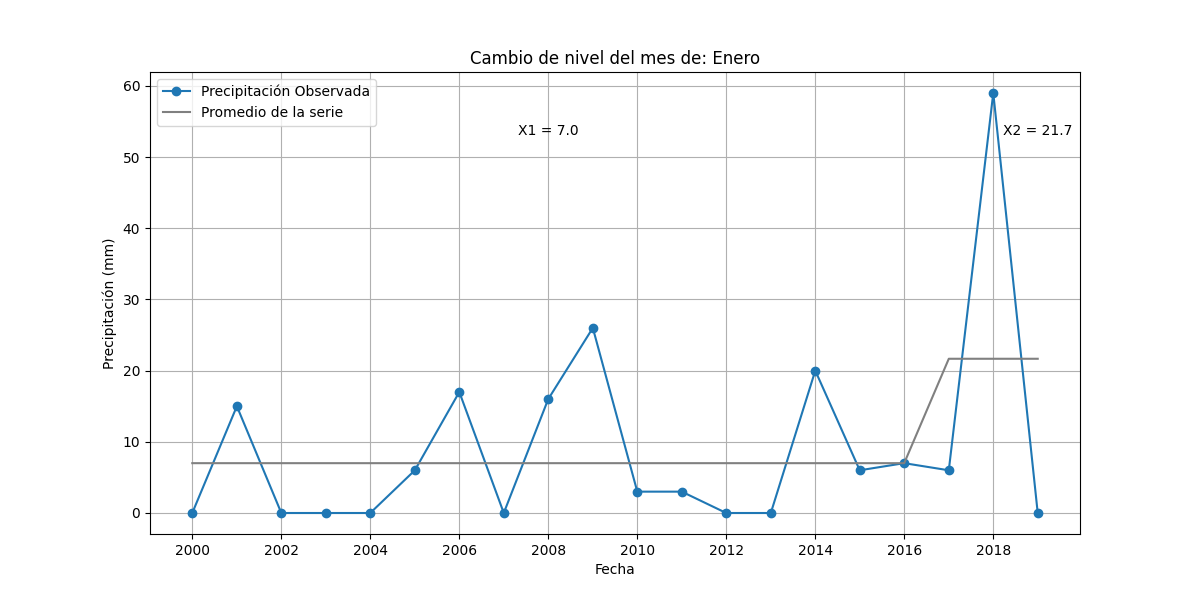 Cambio de nivel del mes de: Enero
Precipitación Observada
Promedio de la serie
X1 = 7.0
X2 = 21.7
Precipitación (mm)
60
50
40
30
20
10
0
2000 2002 2004 2006 2008 2010 2012 2014 2016 2018
Fecha